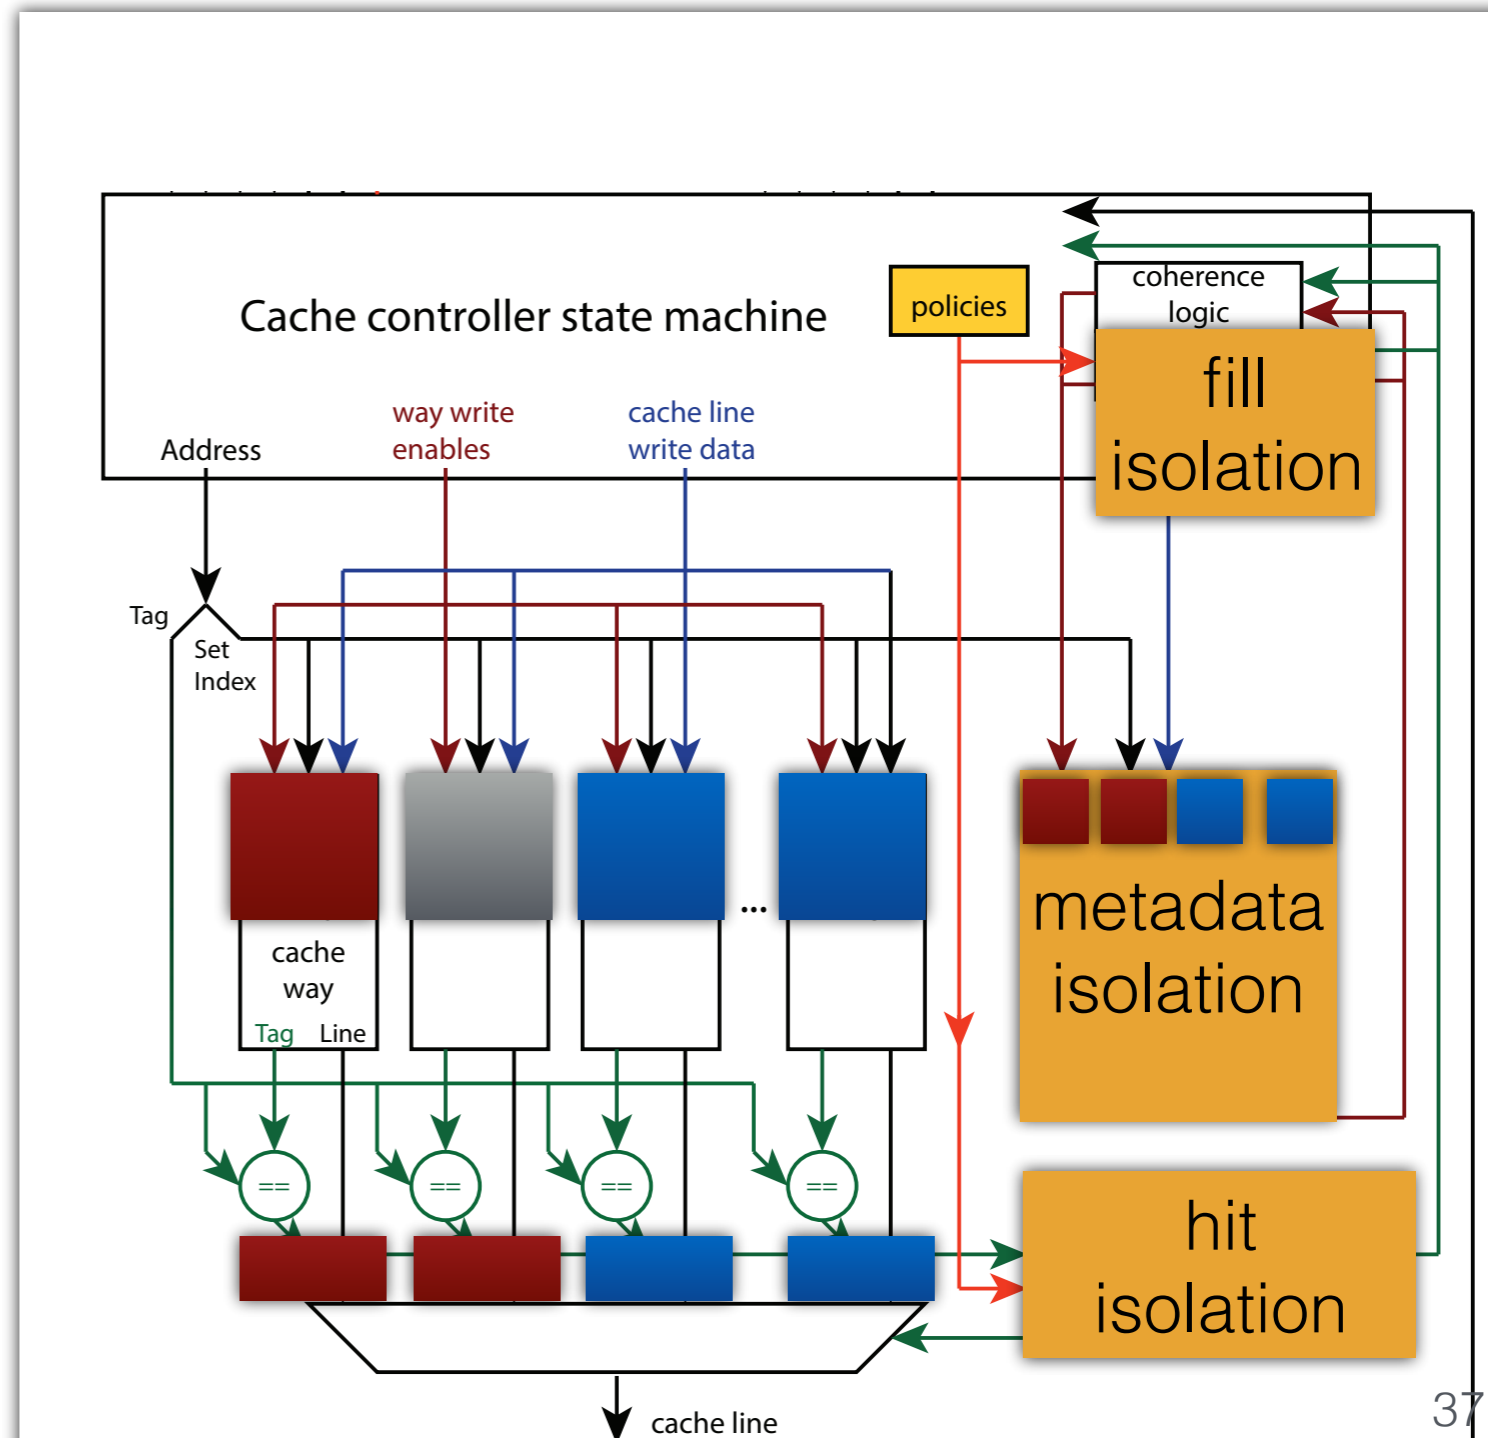 coherence
logic
Cache controller state machine
policies
fill
isolation
way write
enables
cache line
write data
Address
Tag
Set
Index
...
cache
way
Tag Line
metadata
isolation
== == == ==
hit
isolation
cache line
37